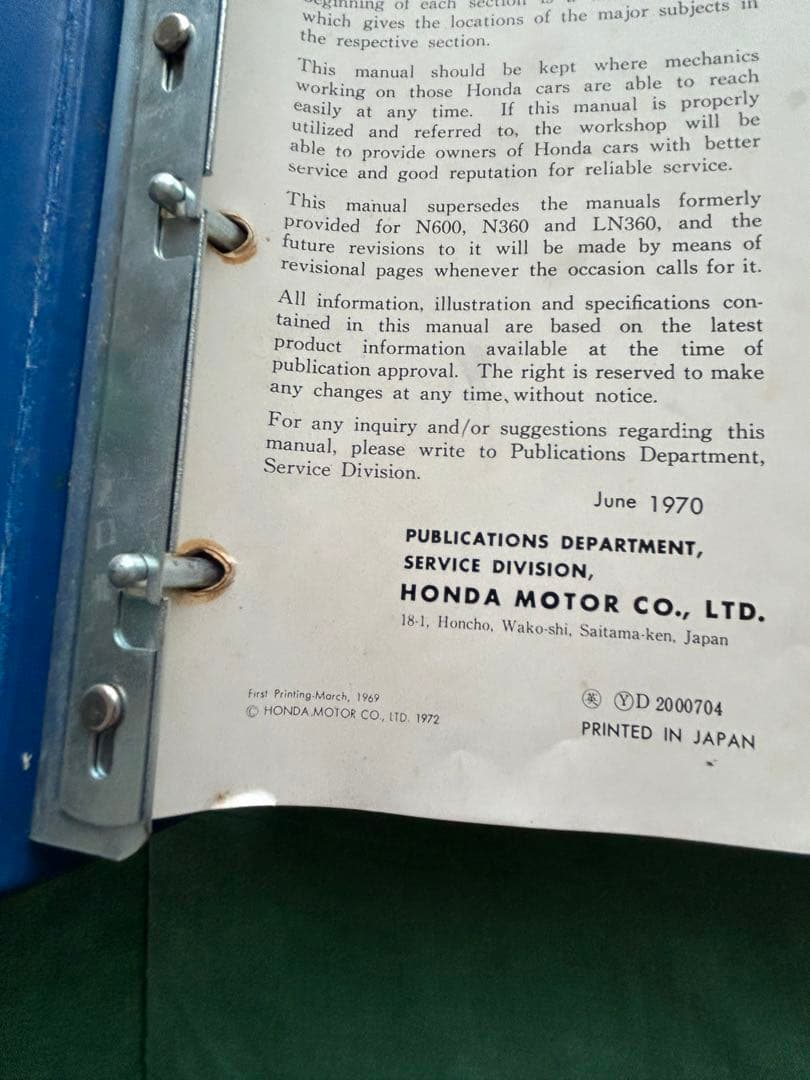 beginning of each section is a
which gives the locations of the major subjects in
the respective section.
This manual should be kept where mechanics
working on those Honda cars are able to reach
easily at any time. If this manual is properly
utilized and referred to, the workshop will be
able to provide owners of Honda cars with better
service and good reputation for reliable service.
This manual supersedes the manuals formerly
provided for N600, N360 and LN360, and the
future revisions to it will be made by means of
revisional pages whenever the occasion calls for it.
All information, illustration and specifications con-
tained in this manual are based on the latest
product information available at the time of
publication approval. The right is reserved to make
any changes at any time, without notice.
For any inquiry and/or suggestions regarding this
manual, please write to Publications Department,
Service Division.
June 1970
PUBLICATIONS DEPARTMENT,
SERVICE DIVISION,
HONDA MOTOR CO., LTD.
18-1, Honcho, Wako-shi, Saitama-ken, Japan
First Printing-March, 1969
© HONDA.MOTOR CO., LTD. 1972
㊀英 ⓎD 2000704
PRINTED IN JAPAN